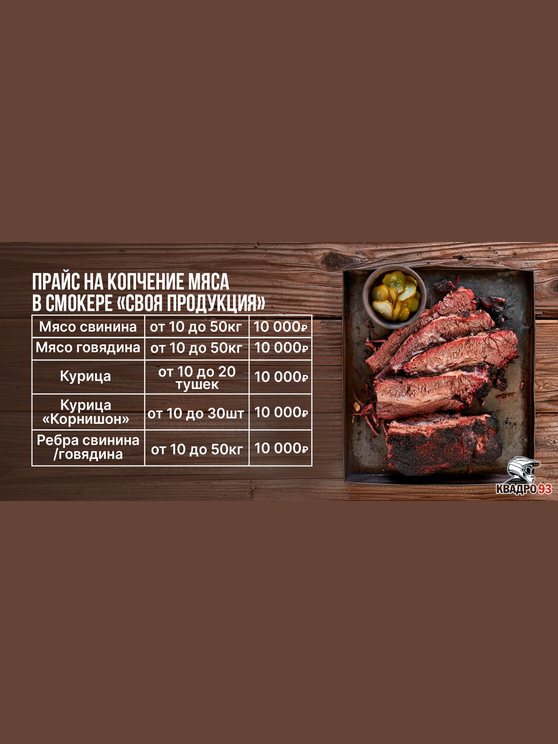 ПРАЙС НА КОПЧЕНИЕ МЯСА
В СМОКЕРЕ «СВОЯ ПРОДУКЦИЯ»
Мясо свинина от 10 до 50кг 10 000₽
Мясо говядина от 10 до 50кг 10 000₽
Курица от 10 до 20 тушек 10 000₽
Курица «Корнишон» от 10 до 30шт 10 000₽
Ребра свинина /говядина от 10 до 50кг 10 000₽
КВАДРО 93